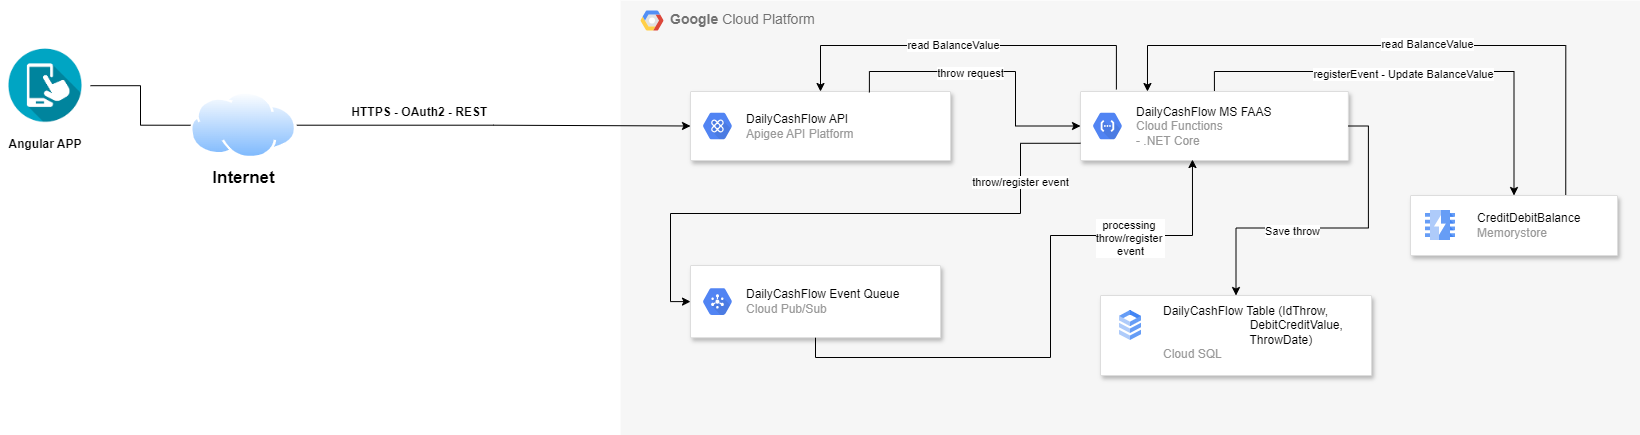 Google Cloud Platform
read BalanceValue
read BalanceValue
throw request
registerEvent - Update BalanceValue
Angular APP
HTTPS - OAuth2 - REST
Internet
DailyCashFlow API
Apigee API Platform
DailyCashFlow MS FAAS
Cloud Functions
- .NET Core
throw/register event
processing
throw/register
event
Save throw
CreditDebitBalance
Memorystore
DailyCashFlow Event Queue
Cloud Pub/Sub
DailyCashFlow Table (IdThrow,
DebitCreditValue,
ThrowDate)
Cloud SQL